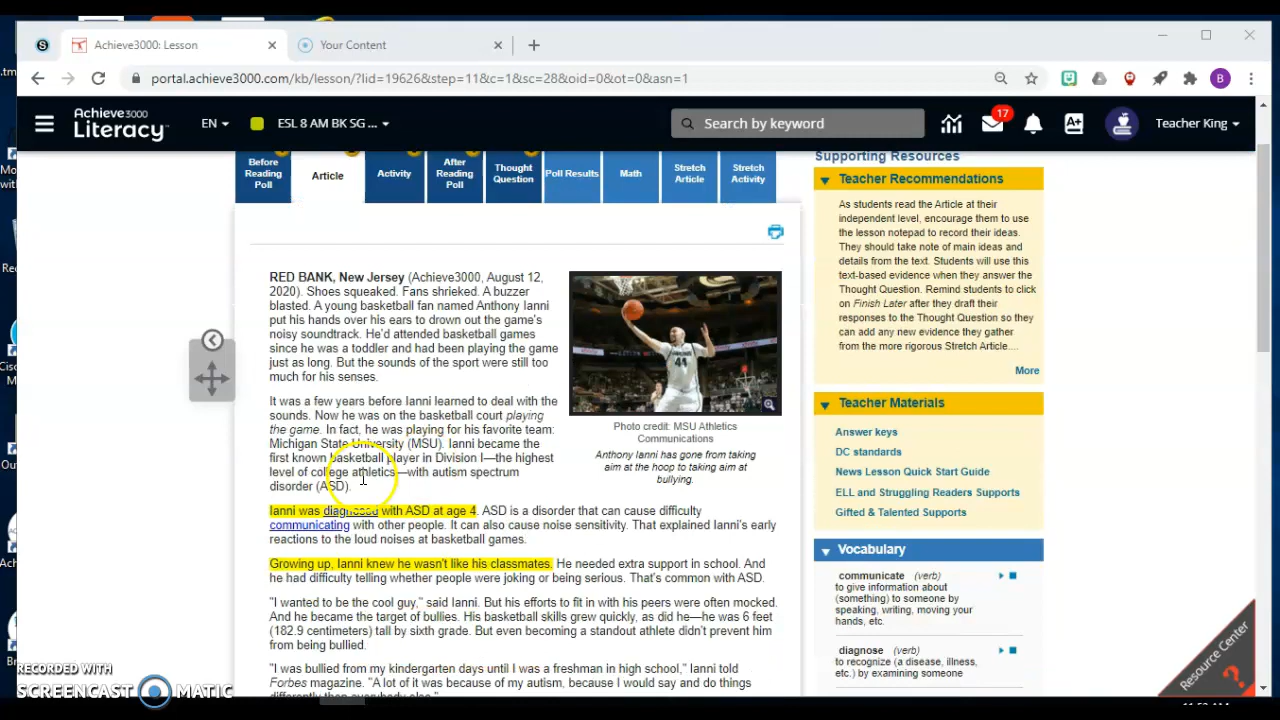 Achieve3000: Lesson
Your Content
portal.achieve3000.com/kb/lesson/?lid=19626&step=11&c=1&sc=28&oid=0&ot=0&asn=1
B
.tm
Achieve3000
Literacy
EN
ESL 8 AM BK SG ...
Search by keyword
17
A+
Teacher King
Before Reading Poll
Article
Activity
After Reading Poll
Thought Question
Poll Results
Math
Stretch Article
Stretch Activity
RED BANK, New Jersey (Achieve3000, August 12,
2020). Shoes squeaked. Fans shrieked. A buzzer
blasted. A young basketball fan named Anthony Ianni
put his hands over his ears to drown out the game's
noisy soundtrack. He'd attended basketball games
since he was a toddler and had been playing the game
just as long. But the sounds of the sport were still too
much for his senses.
It was a few years before Ianni learned to deal with the
sounds. Now he was on the basketball court playing
the game. In fact, he was playing for his favorite team:
Michigan State University (MSU). Ianni became the
first known basketball player in Division I—the highest
level of college athletics—with autism spectrum
disorder (ASD).
44
Photo credit: MSU Athletics
Communications
Anthony Ianni has gone from taking
aim at the hoop to taking aim at
bullying.
Ianni was diagnosed with ASD at age 4. ASD is a disorder that can cause difficulty
communicating with other people. It can also cause noise sensitivity. That explained Ianni's early
reactions to the loud noises at basketball games.
Growing up, Ianni knew he wasn't like his classmates. He needed extra support in school. And
he had difficulty telling whether people were joking or being serious. That's common with ASD.
"I wanted to be the cool guy," said Ianni. But his efforts to fit in with his peers were often mocked.
And he became the target of bullies. His basketball skills grew quickly, as did he—he was 6 feet
(182.9 centimeters) tall by sixth grade. But even becoming a standout athlete didn't prevent him
from being bullied.
"I was bullied from my kindergarten days until I was a freshman in high school," Ianni told
Forbes magazine. "A lot of it was because of my autism, because I would say and do things
differently than everybody else."
Supporting Resources
Teacher Recommendations
As students read the Article at their
independent level, encourage them to use
the lesson notepad to record their ideas.
They should take note of main ideas and
details from the text. Students will use this
text-based evidence when they answer the
Thought Question. Remind students to click
on Finish Later after they draft their
responses to the Thought Question so they
can add any new evidence they gather
from the more rigorous Stretch Article....
More
Teacher Materials
Answer keys
DC standards
News Lesson Quick Start Guide
ELL and Struggling Readers Supports
Gifted & Talented Supports
Vocabulary
communicate (verb)
to give information about
(something) to someone by
speaking, writing, moving your
hands, etc.
diagnose (verb)
to recognize (a disease, illness,
etc.) by examining someone
Resource Center
?
RECORDED WITH
SCREENCAST MATIC